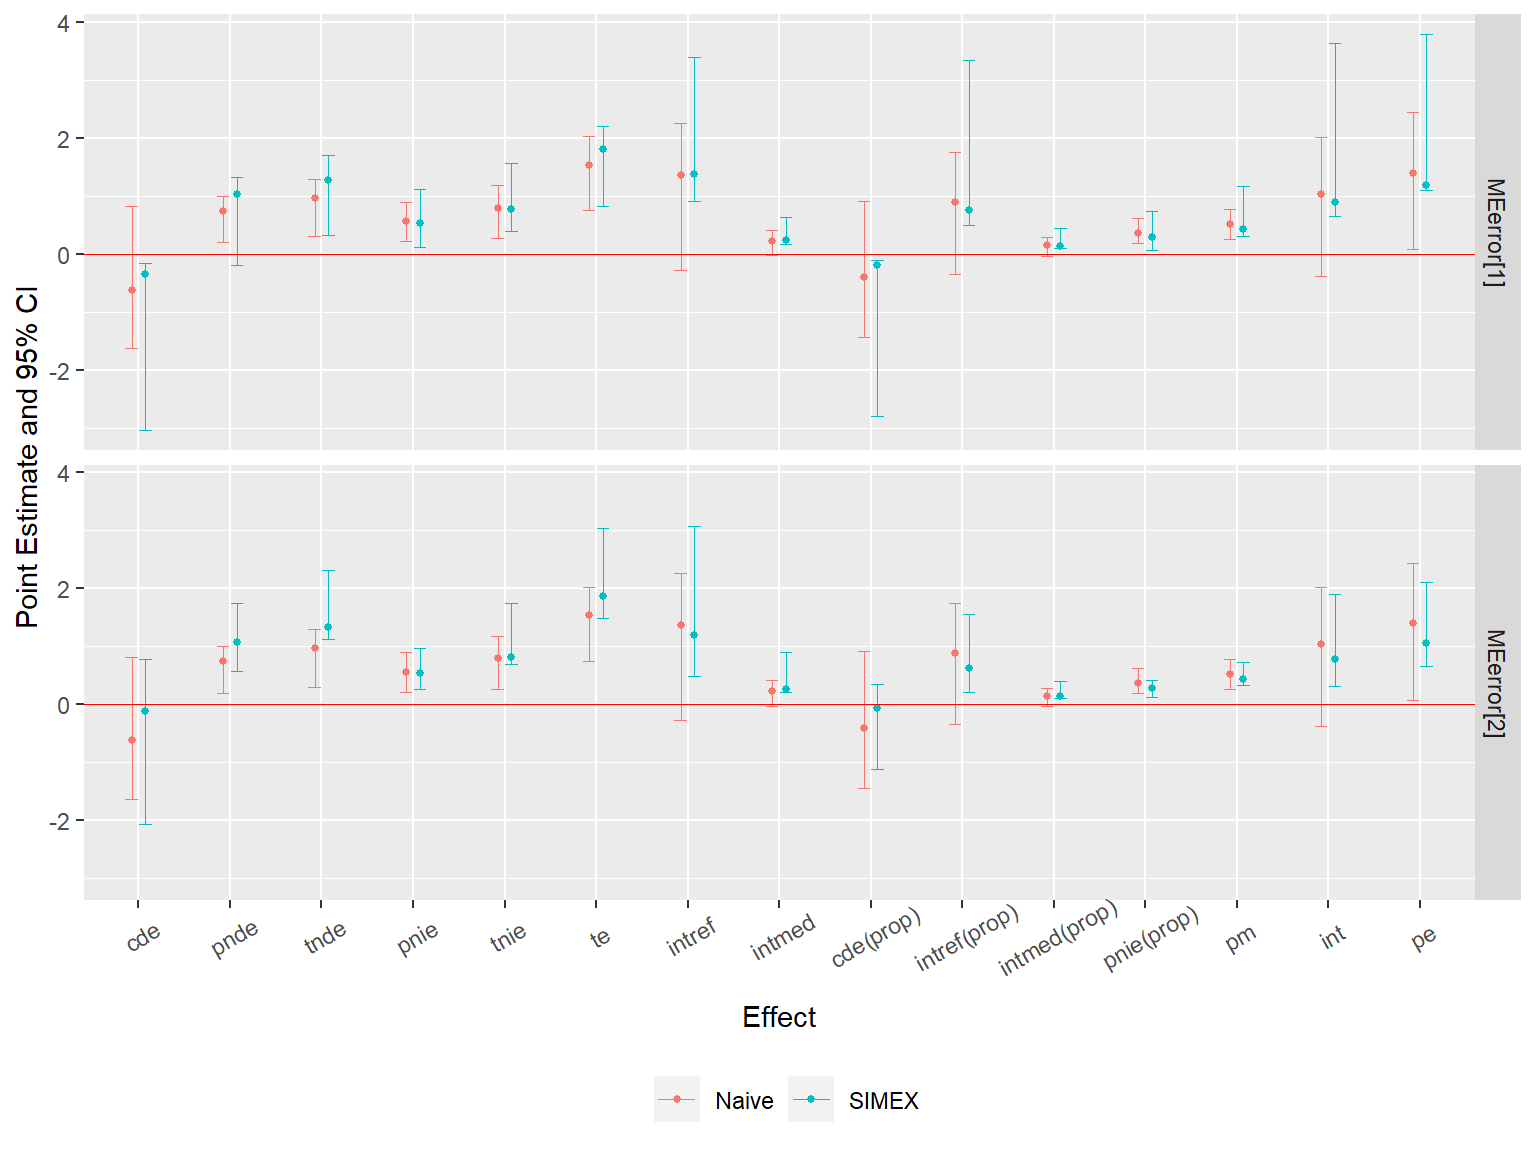 Point Estimate and 95% CI
4
2
0
-2
MEerror[1]
4
2
0
-2
MEerror[2]
cde
pnde
tnde
pnie
tnie
te
intref
intmed
cde(prop)
intref(prop)
intmed(prop)
pnie(prop)
pm
int
pe
Effect
Naive
SIMEX